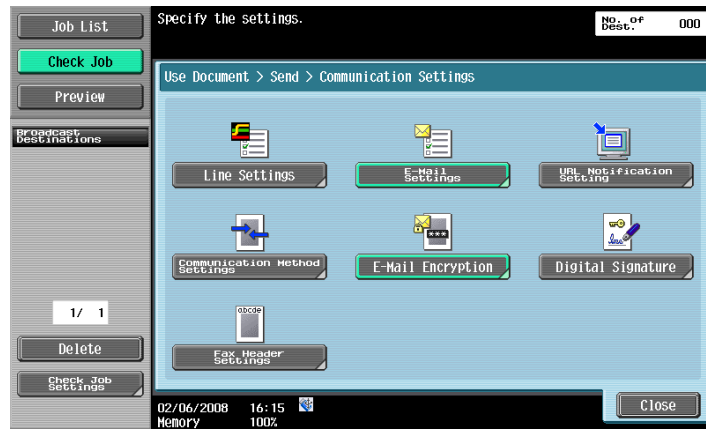 Job List
Check Job
Preview
Broadcast
Destinations
1/ 1
Delete
Check Job
Settings
Specify the settings.
No. of
Dest.
000
Use Document > Send > Communication Settings
Line Settings
E-Mail
Settings
URL Notification
Setting
***
Communication Method
Settings
E-Mail Encryption
Digital Signature
abcde
Fax Header
Settings
02/06/2008 16:15
Memory 100%
Close